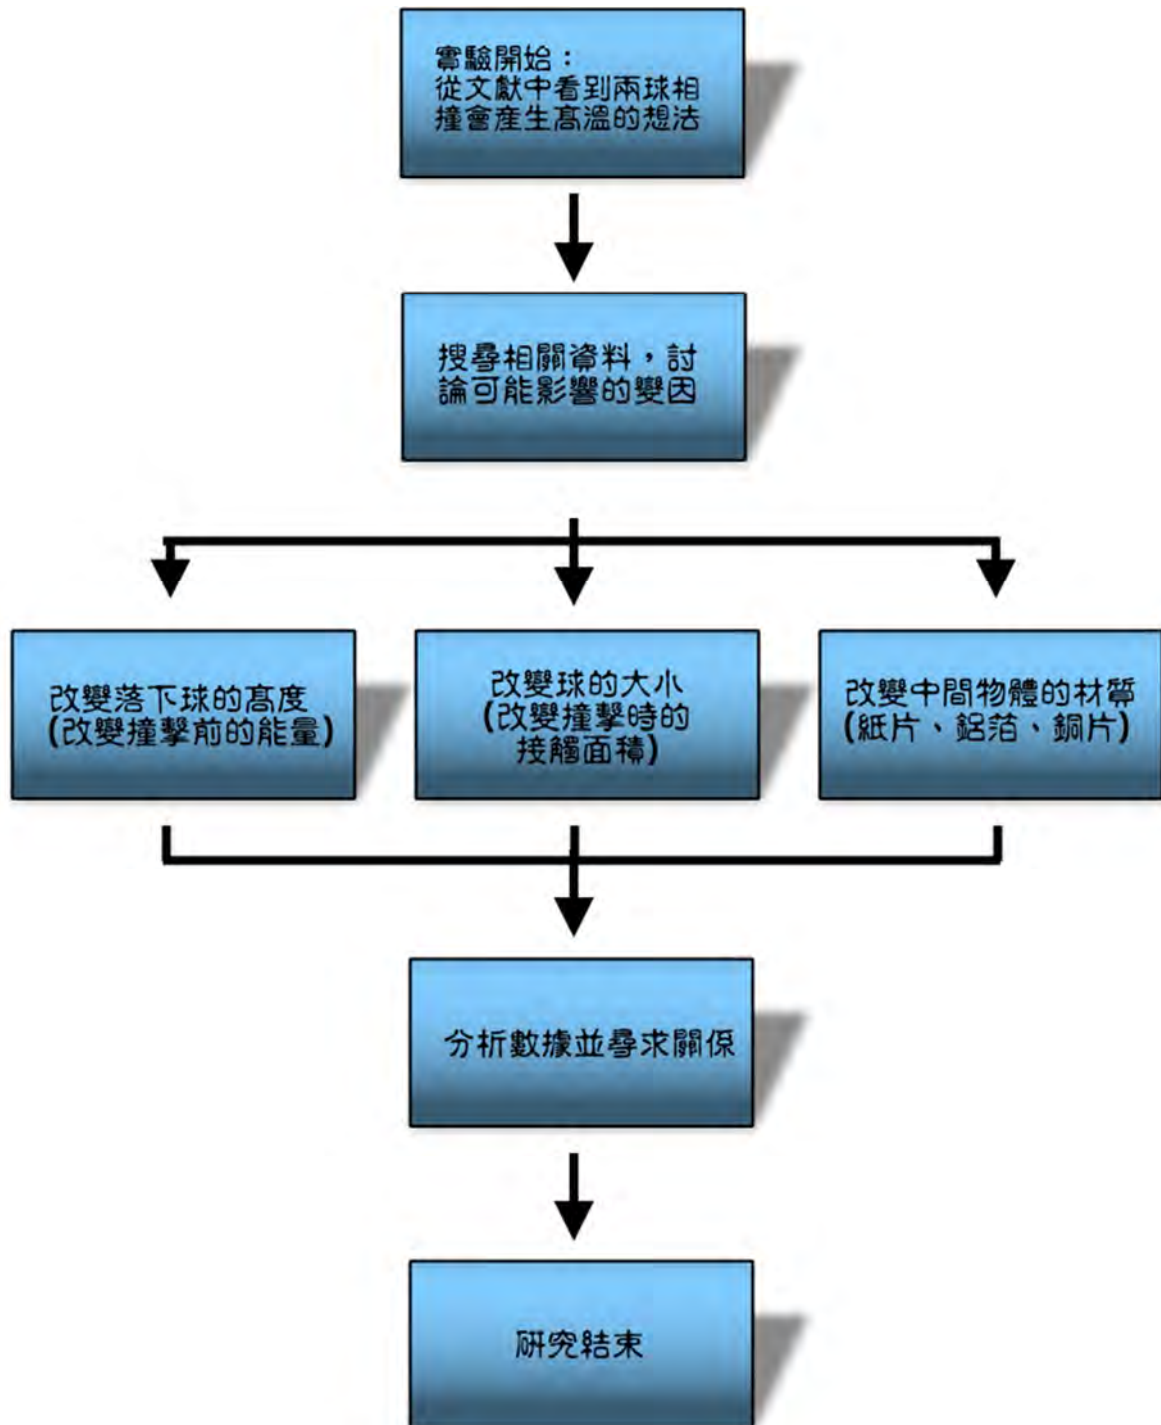 實驗開始：
從文獻中看到兩球相
撞會產生高溫的想法
搜尋相關資料，討
論可能影響的變因
改變落下球的高度
(改變撞擊前的能量)
改變球的大小
(改變撞擊時的
接觸面積)
改變中間物體的材質
(紙片、鋁箔、銅片)
分析數據並尋求關係
研究結束